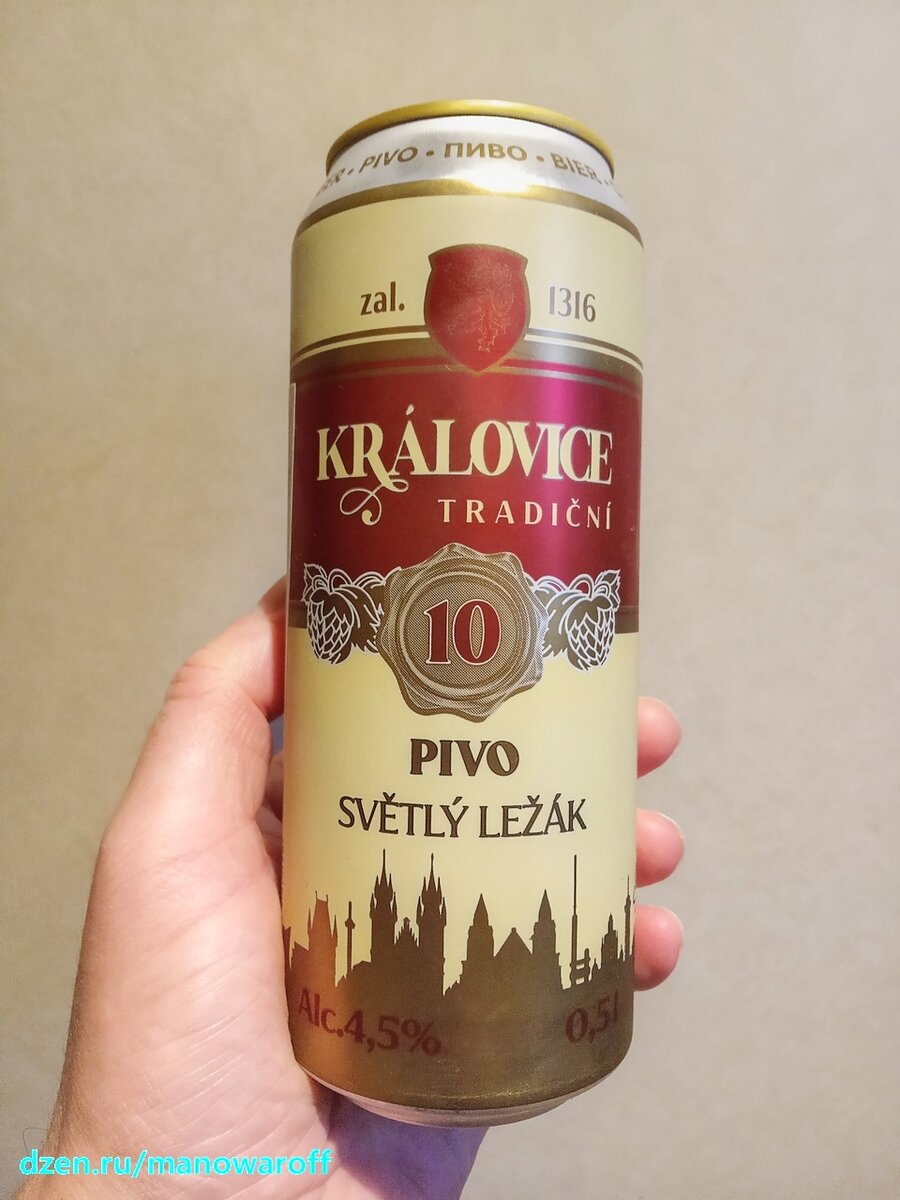 PIVO • ПИВО • BIER
zal. 1316
KRÁLOVICE
TRADIČNÍ
10
PIVO
SVĚTLÝ LEŽÁK
Alc.4,5% 0,5l
dzen.ru/manowaroff